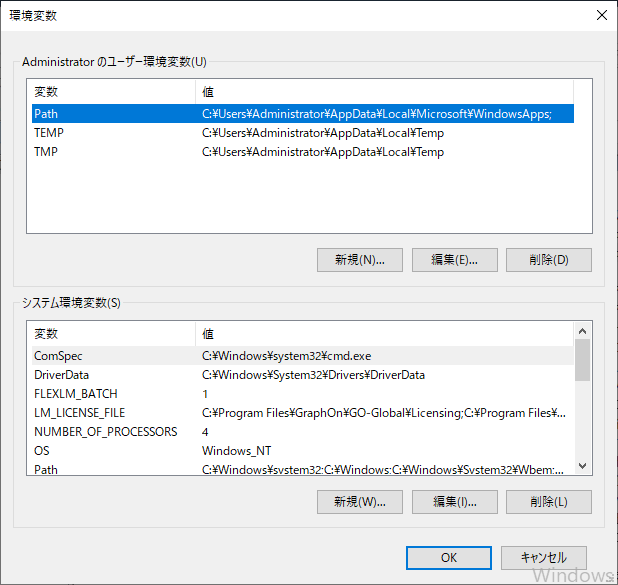 環境変数
Administrator のユーザー環境変数(U)
変数 値
Path C:¥Users¥Administrator¥AppData¥Local¥Microsoft¥WindowsApps;
TEMP C:¥Users¥Administrator¥AppData¥Local¥Temp
TMP C:¥Users¥Administrator¥AppData¥Local¥Temp
新規(N)... 編集(E)... 削除(D)
システム環境変数(S)
変数 値
ComSpec C:¥Windows¥system32¥cmd.exe
DriverData C:¥Windows¥System32¥Drivers¥DriverData
FLEXLM_BATCH 1
LM_LICENSE_FILE C:¥Program Files¥GraphOn¥GO-Global¥Licensing;C:¥Program Files¥...
NUMBER_OF_PROCESSORS 4
OS Windows_NT
Path C:¥Windows¥system32;C:¥Windows;C:¥Windows¥System32¥Wbem;...
新規(W)... 編集(I)... 削除(L)
OK キャンセル
Windows